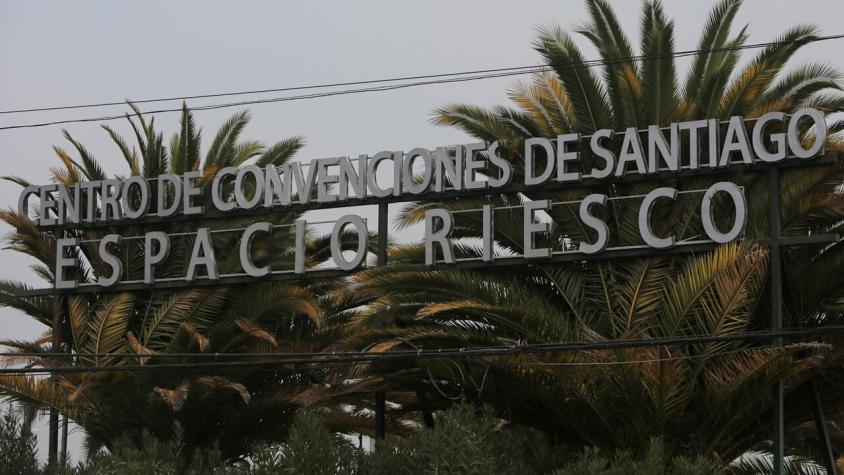 CENTRO DE CONVENCIONES DE SANTIAGO
ESPACIO RIESCO